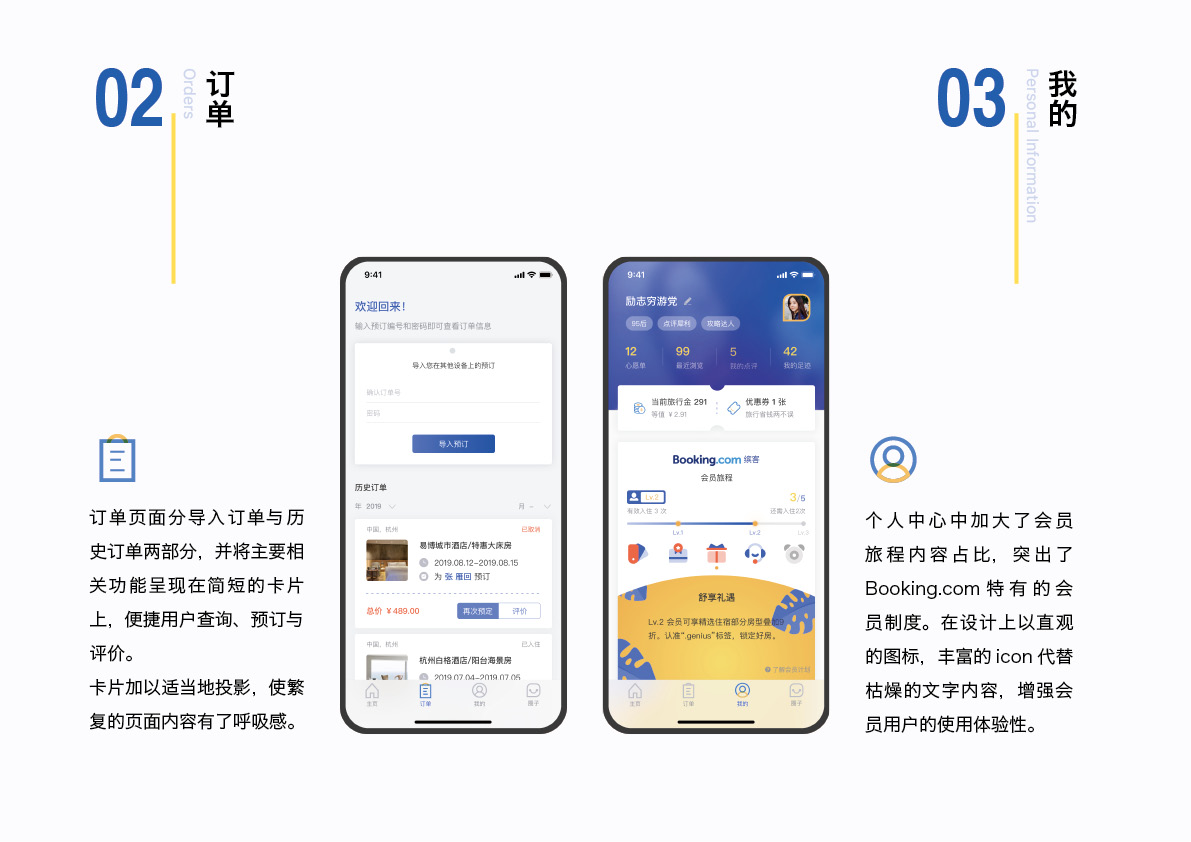 02
Orders
订单
03
Personal Information
我的
9:41
欢迎回来!
输入预订编号和密码即可查看订单信息
导入您在其他设备上的预订
确认订单号
密码
导入预订
历史订单
年 2019
月 –
中国，杭州
已取消
易博城市酒店/特惠大床房
2019.08.12–2019.08.15
为 张 雁回 预订
总价 ¥489.00
再次预定
评价
中国，杭州
已入住
杭州白格酒店/阳台海景房
2019.07.04–2019.07.05
主页
订单
我的
圈子
9:41
励志穷游党
95后
点评犀利
攻略达人
12
99
5
42
心愿单
最近浏览
我的点评
我的足迹
当前旅行金 291
等值 ¥2.91
优惠券 1 张
旅行省钱两不误
Booking.com 缤客
会员旅程
Lv.2
3/5
有效入住 3 次
还需入住2次
Lv.1
Lv.2
Lv.3
舒享礼遇
Lv.2 会员可享精选住宿部分房型叠加9
折。认准“.genius”标签，锁定好房。
了解会员计划
主页
订单
我的
圈子
订单页面分导入订单与历
史订单两部分，并将主要相
关功能呈现在简短的卡片
上，便捷用户查询、预订与
评价。
卡片加以适当地投影，使繁
复的页面内容有了呼吸感。
个人中心中加大了会员
旅程内容占比，突出了
Booking.com 特有的会
员制度。在设计上以直观
的图标，丰富的 icon 代替
枯燥的文字内容，增强会
员用户的使用体验性。